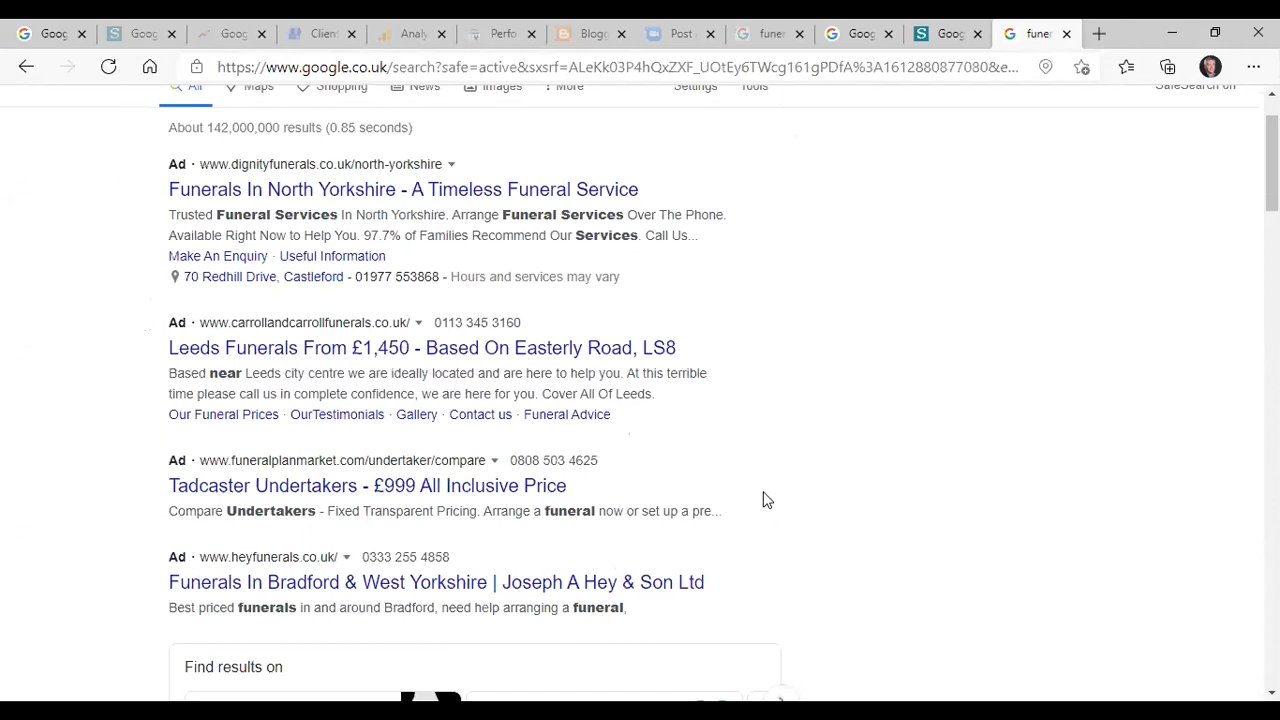 Goog
Goog
Goog
Client
Analy
Perfo
Blogg
Post
funer
Goog
Goog
funer
https://www.google.co.uk/search?safe=active&sxsrf=ALeKk03P4hQxZXF_UOtEy6TWcg161gPDfA%3A1612880877080&e...
All Maps Shopping News Images More Settings Tools SafeSearch on
About 142,000,000 results (0.85 seconds)
Ad · www.dignityfunerals.co.uk/north-yorkshire
Funerals In North Yorkshire - A Timeless Funeral Service
Trusted Funeral Services In North Yorkshire. Arrange Funeral Services Over The Phone.
Available Right Now to Help You. 97.7% of Families Recommend Our Services. Call Us...
Make An Enquiry · Useful Information
70 Redhill Drive, Castleford - 01977 553868 - Hours and services may vary
Ad · www.carrollandcarrollfunerals.co.uk/ 0113 345 3160
Leeds Funerals From £1,450 - Based On Easterly Road, LS8
Based near Leeds city centre we are ideally located and are here to help you. At this terrible
time please call us in complete confidence, we are here for you. Cover All Of Leeds.
Our Funeral Prices · OurTestimonials · Gallery · Contact us · Funeral Advice
Ad · www.funeralplanmarket.com/undertaker/compare 0808 503 4625
Tadcaster Undertakers - £999 All Inclusive Price
Compare Undertakers - Fixed Transparent Pricing. Arrange a funeral now or set up a pre...
Ad · www.heyfunerals.co.uk/ 0333 255 4858
Funerals In Bradford & West Yorkshire | Joseph A Hey & Son Ltd
Best priced funerals in and around Bradford, need help arranging a funeral,
Find results on